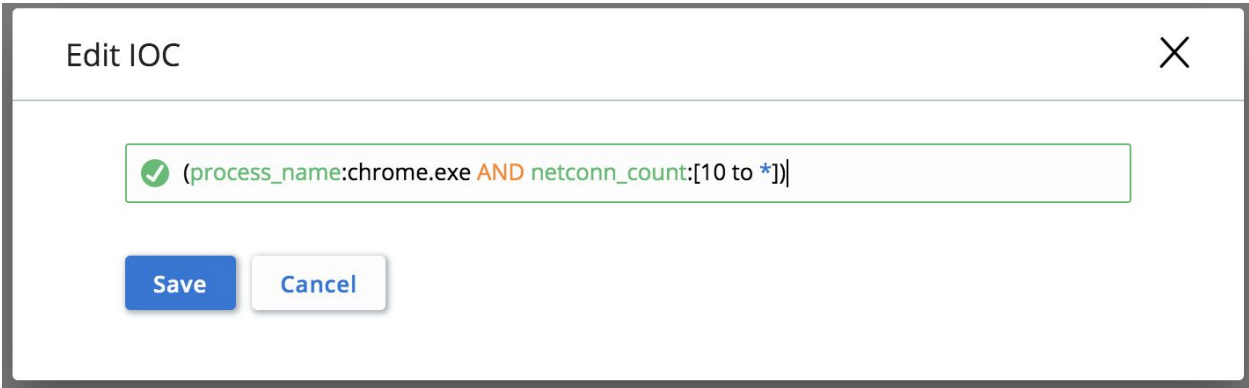 Edit IOC
(process_name:chrome.exe AND netconn_count:[10 to *])
Save Cancel